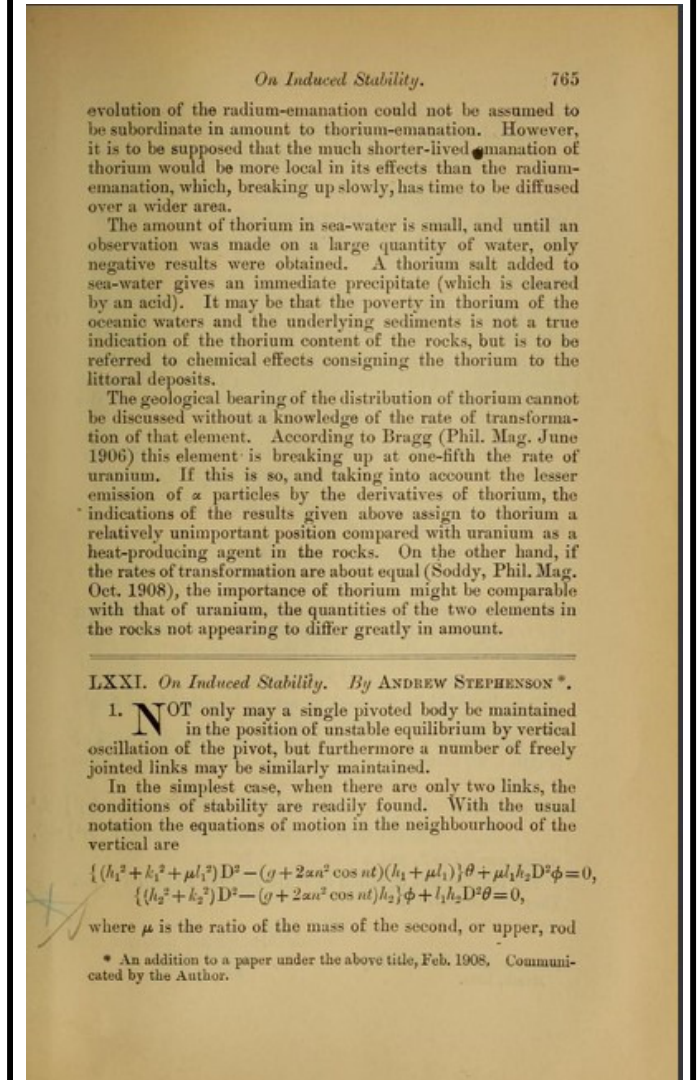 On Induced Stability. 765
evolution of the radium-emanation could not be assumed to
be subordinate in amount to thorium-emanation. However,
it is to be supposed that the much shorter-lived emanation of
thorium would be more local in its effects than the radium-
emanation, which, breaking up slowly, has time to be diffused
over a wider area.
The amount of thorium in sea-water is small, and until an
observation was made on a large quantity of water, only
negative results were obtained. A thorium salt added to
sea-water gives an immediate precipitate (which is cleared
by an acid). It may be that the poverty in thorium of the
oceanic waters and the underlying sediments is not a true
indication of the thorium content of the rocks, but is to be
referred to chemical effects consigning the thorium to the
littoral deposits.
The geological bearing of the distribution of thorium cannot
be discussed without a knowledge of the rate of transforma-
tion of that element. According to Bragg (Phil. Mag. June
1906) this element is breaking up at one-fifth the rate of
uranium. If this is so, and taking into account the lesser
emission of α particles by the derivatives of thorium, the
indications of the results given above assign to thorium a
relatively unimportant position compared with uranium as a
heat-producing agent in the rocks. On the other hand, if
the rates of transformation are about equal (Soddy, Phil. Mag.
Oct. 1908), the importance of thorium might be comparable
with that of uranium, the quantities of the two elements in
the rocks not appearing to differ greatly in amount.
LXXI. On Induced Stability. By ANDREW STEPHENSON *.
1. NOT only may a single pivoted body be maintained
in the position of unstable equilibrium by vertical
oscillation of the pivot, but furthermore a number of freely
jointed links may be similarly maintained.
In the simplest case, when there are only two links, the
conditions of stability are readily found. With the usual
notation the equations of motion in the neighbourhood of the
vertical are
{(h₁²+k₁²+μl₁²)D²−(g+2αn² cos nt)(h₁+μl₁)}θ+μl₁h₂D²φ=0,
{(h₂²+k₂²)D²−(g+2αn² cos nt)h₂}φ+l₁h₂D²θ=0,
where μ is the ratio of the mass of the second, or upper, rod
* An addition to a paper under the above title, Feb. 1908. Communi-
cated by the Author.